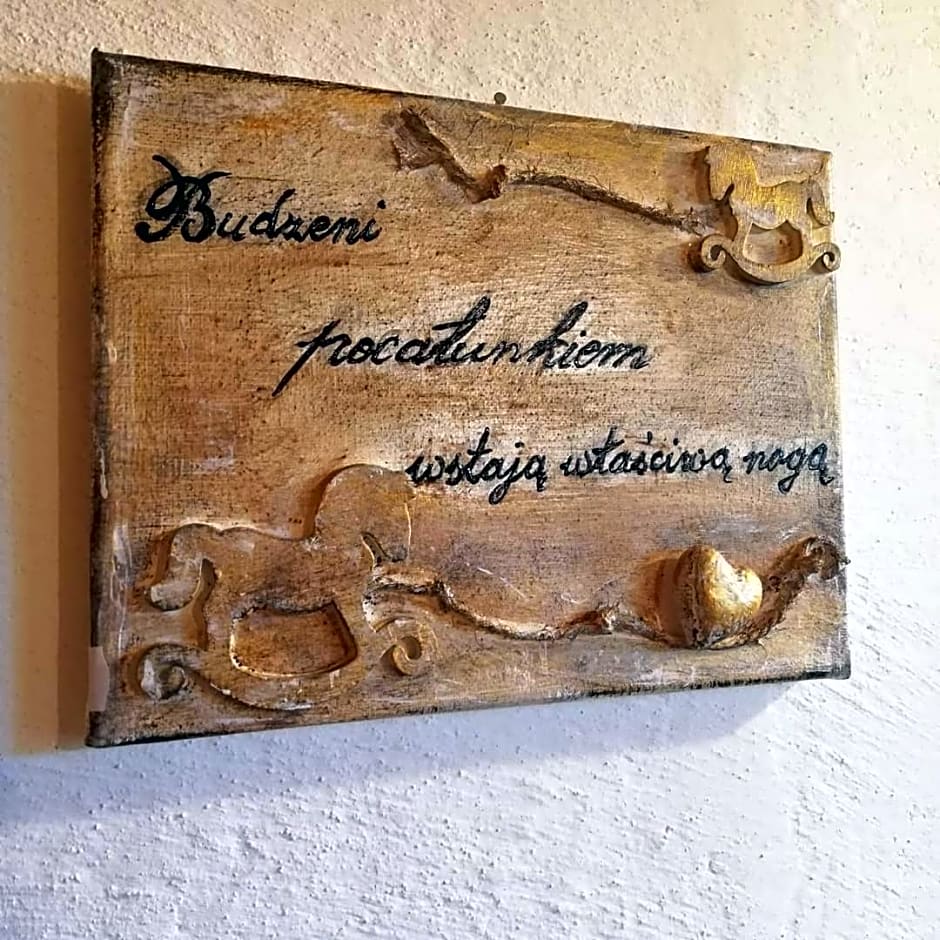 Budzeni
pocałunkiem
wstają właściwą nogą